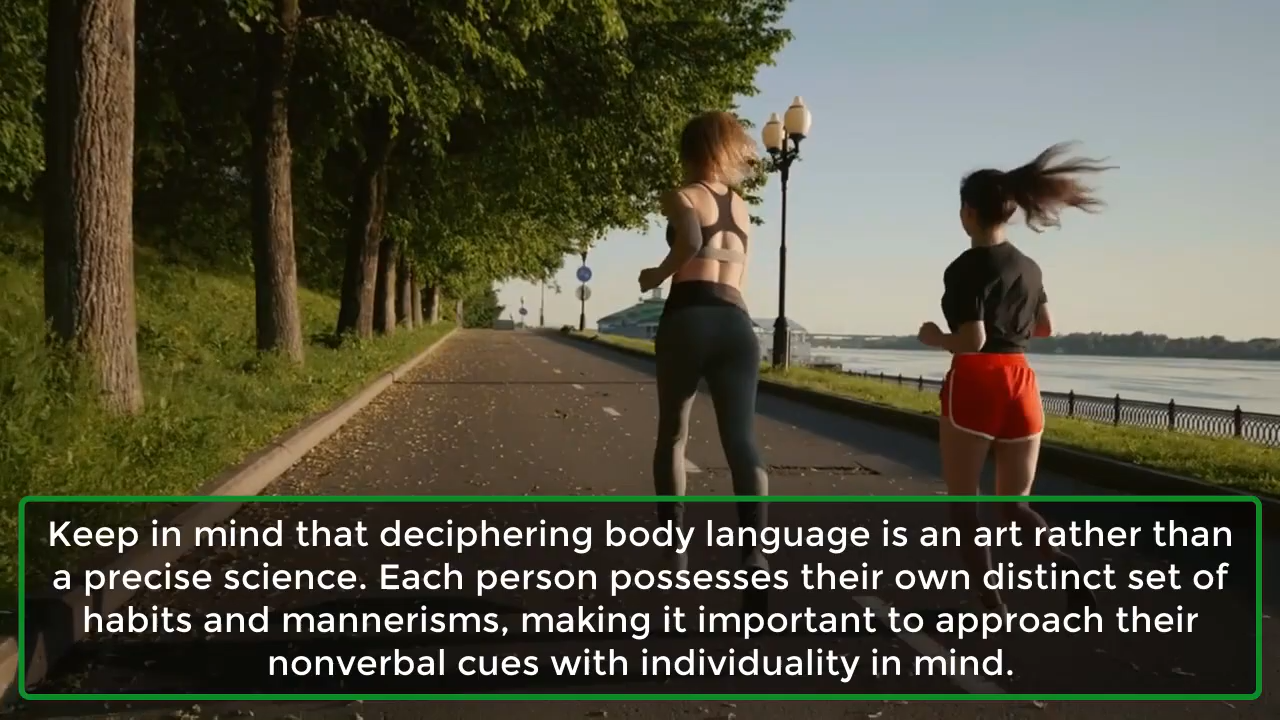 Keep in mind that deciphering body language is an art rather than
a precise science. Each person possesses their own distinct set of
habits and mannerisms, making it important to approach their
nonverbal cues with individuality in mind.